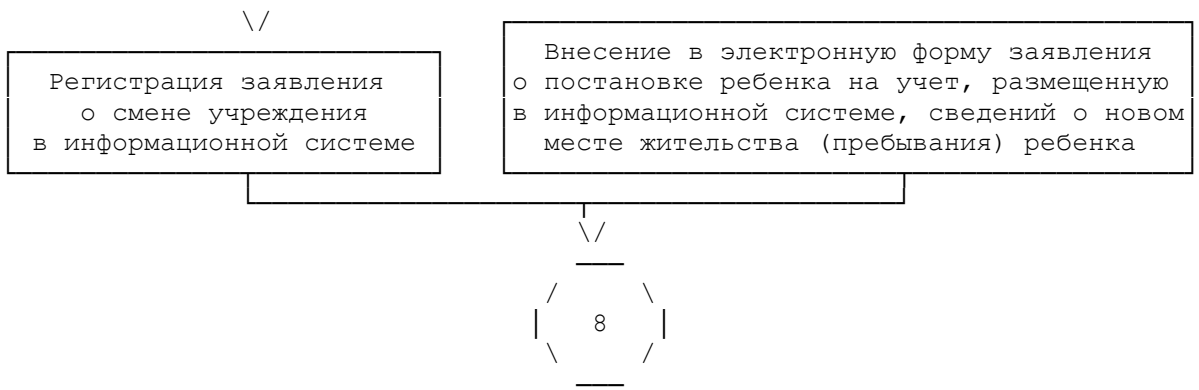 Регистрация заявления
о смене учреждения
в информационной системе
Внесение в электронную форму заявления
о постановке ребенка на учет, размещенную
в информационной системе, сведений о новом
месте жительства (пребывания) ребенка
8